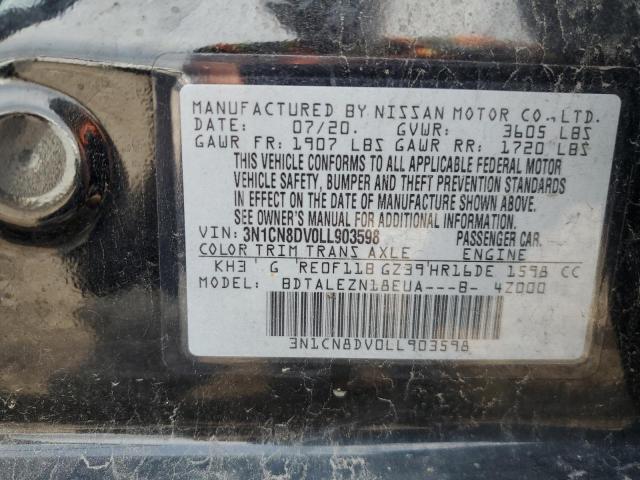 MANUFACTURED BY NISSAN MOTOR CO.,LTD.
DATE: 07/20. GVWR: 3605 LBS
GAWR FR: 1907 LBS GAWR RR: 1720 LBS
THIS VEHICLE CONFORMS TO ALL APPLICABLE FEDERAL MOTOR
VEHICLE SAFETY, BUMPER AND THEFT PREVENTION STANDARDS
IN EFFECT ON THE DATE OF MANUFACTURE SHOWN ABOVE.
SEE OWNER'S MANUAL FOR ADDITIONAL INFORMATION.
VIN: 3N1CN8DV0LL903598 PASSENGER CAR
COLOR TRIM TRANS AXLE ENGINE
KH3 G RE0F11B GZ39 HR16DE 1598 CC
MODEL: BDTALEZN18EUA---B- 4Z000
3N1CN8DV0LL903598